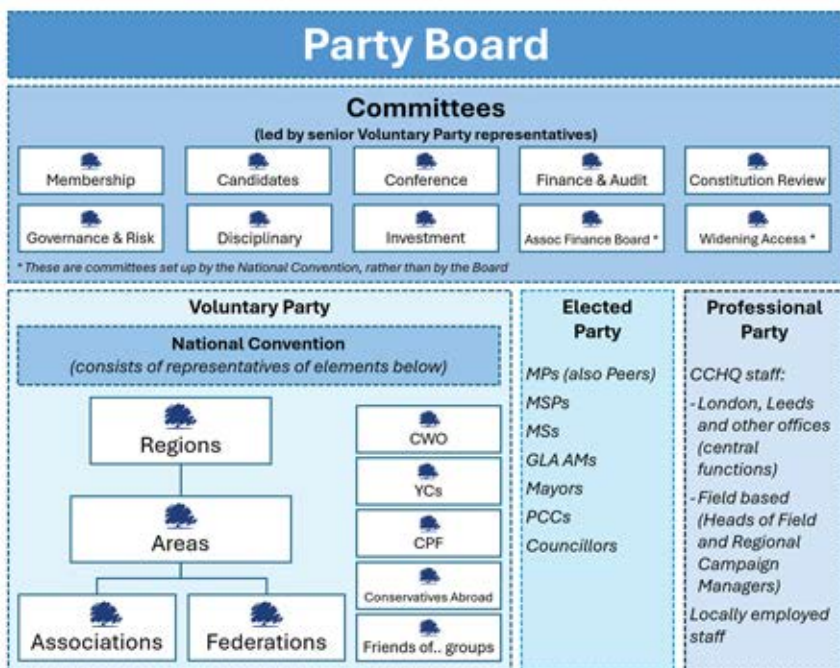 Party Board
Committees
(led by senior Voluntary Party representatives)
Membership
Candidates
Conference
Finance & Audit
Constitution Review
Governance & Risk
Disciplinary
Investment
Assoc Finance Board *
Widening Access *
* These are committees set up by the National Convention, rather than by the Board
Voluntary Party
National Convention
(consists of representatives of elements below)
Regions
Areas
Associations
Federations
CWO
YCs
CPF
Conservatives Abroad
Friends of.. groups
Elected
Party
MPs (also Peers)
MSPs
MSs
GLA AMs
Mayors
PCCs
Councillors
Professional
Party
CCHQ staff:
- London, Leeds
and other offices
(central
functions)
- Field based
(Heads of Field
and Regional
Campaign
Managers)
Locally employed
staff